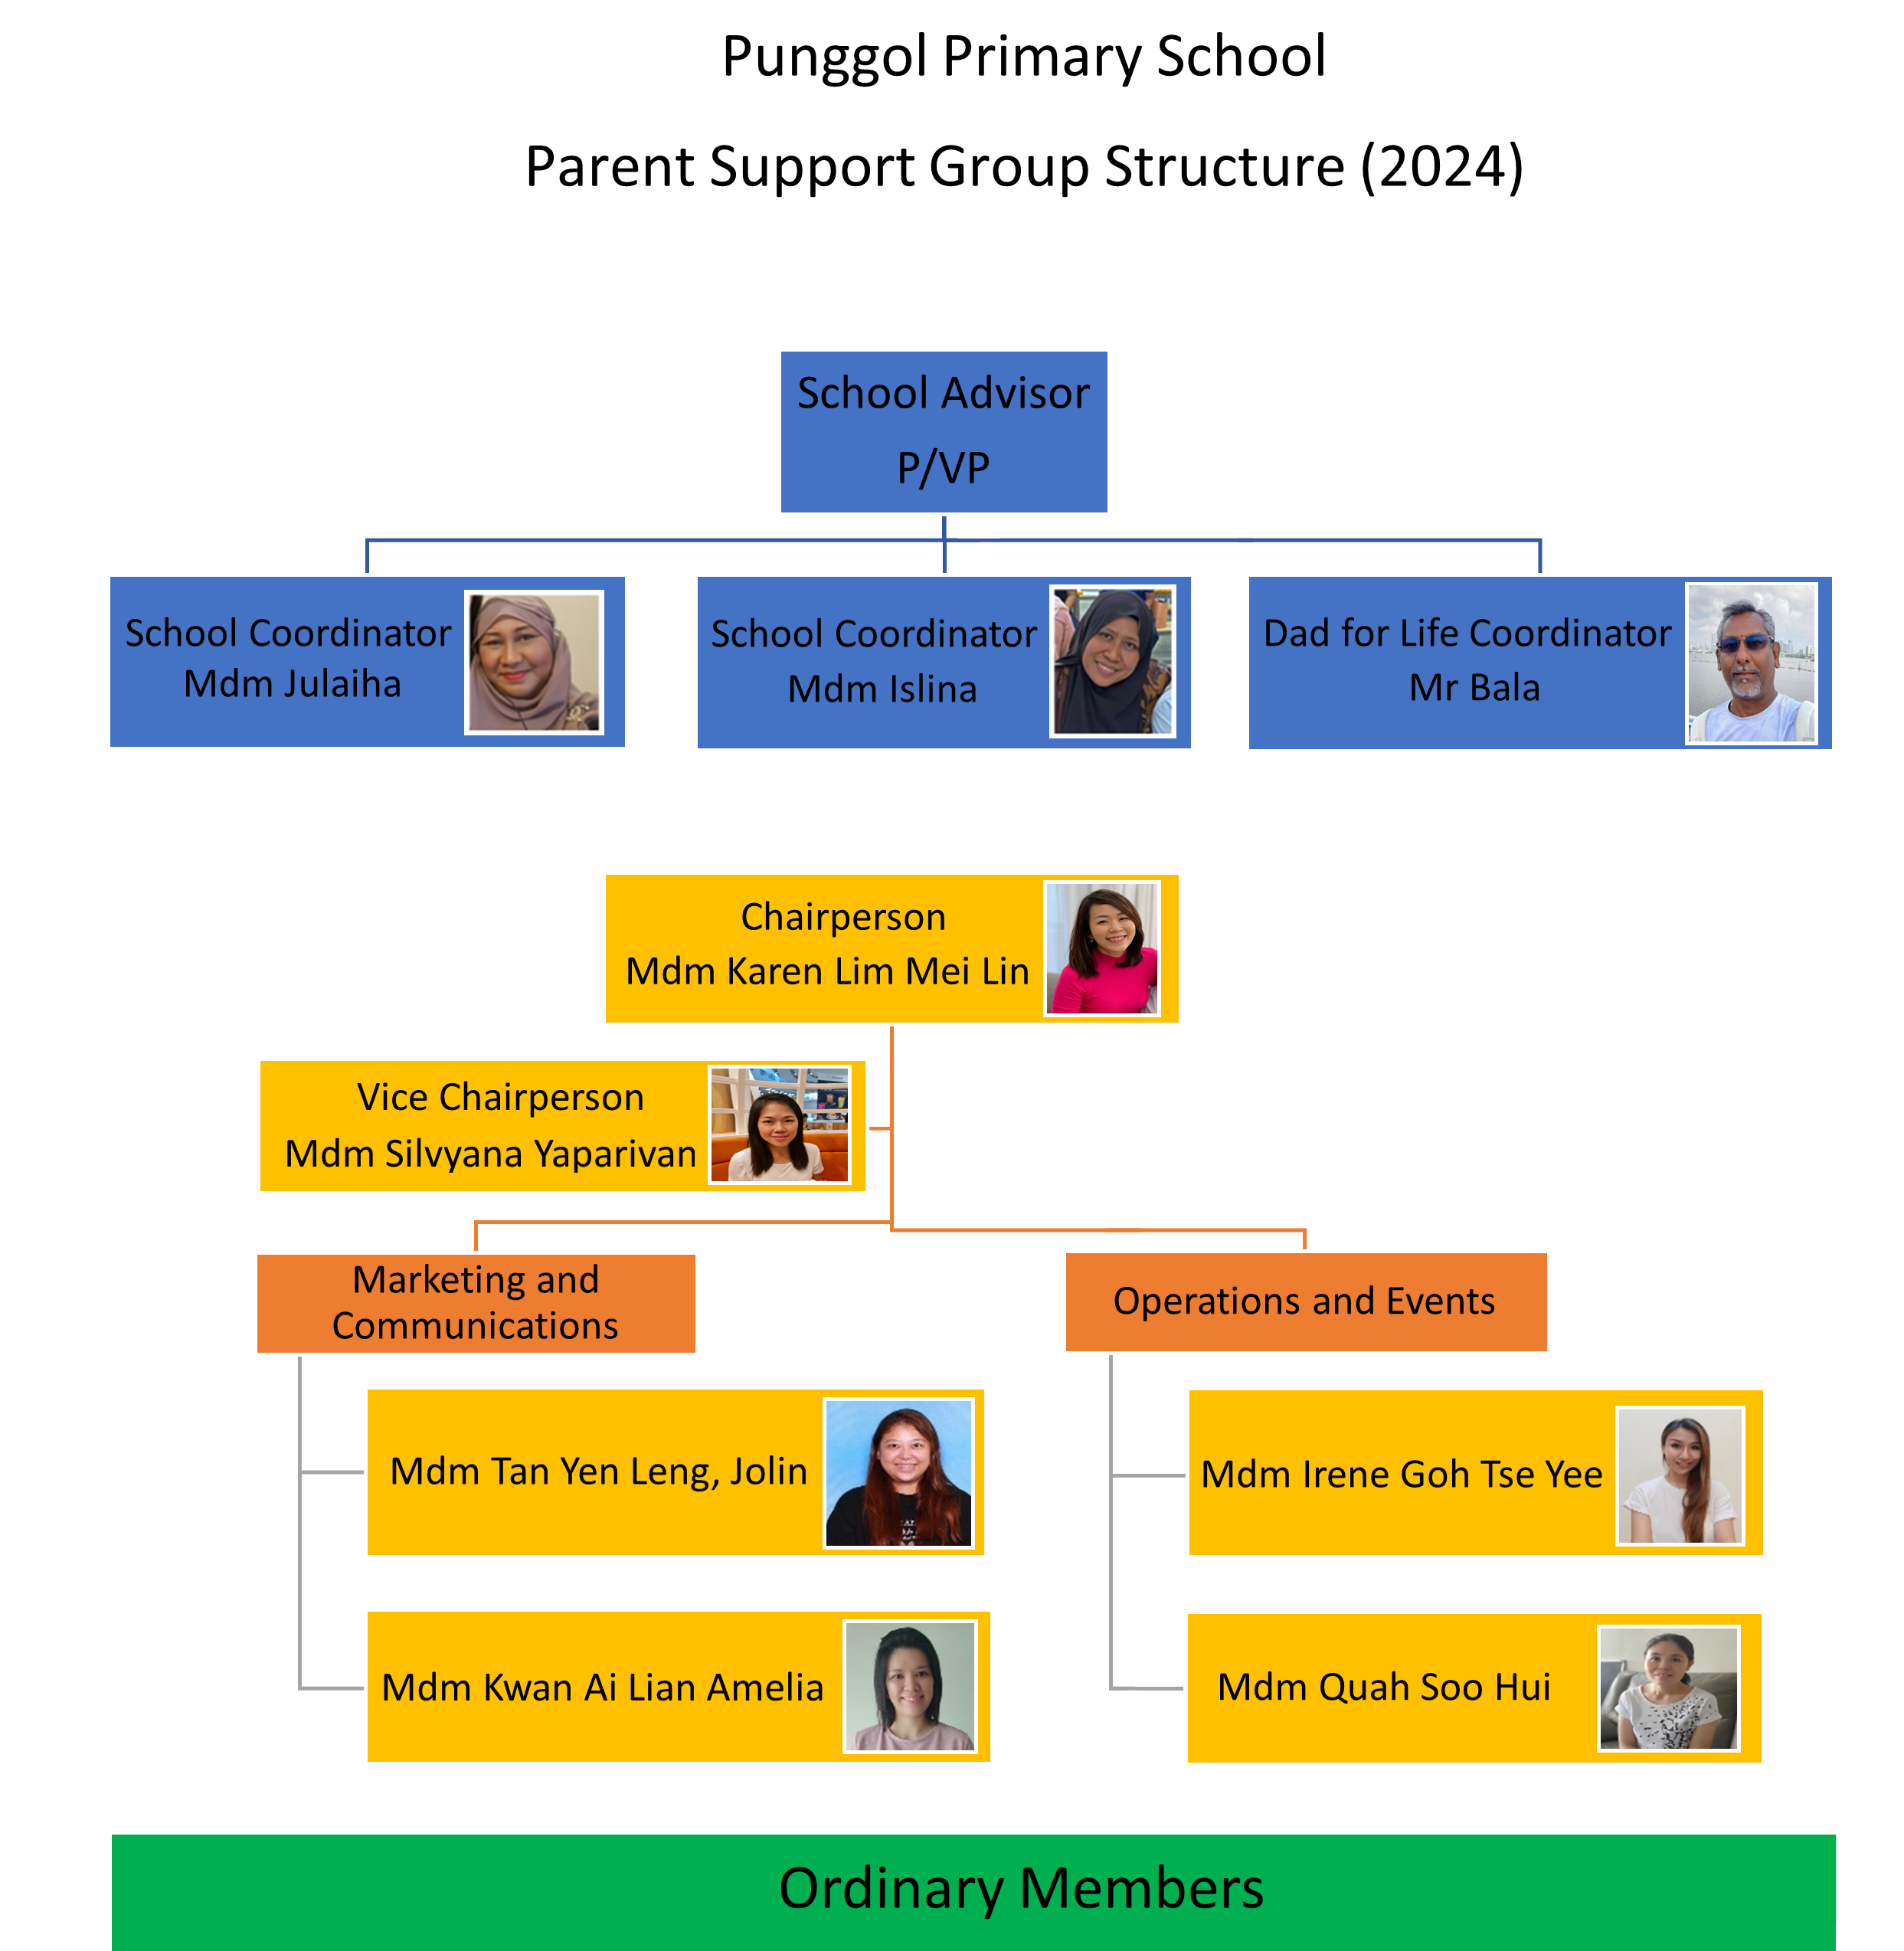 Punggol Primary School
Parent Support Group Structure (2024)
School Advisor
P/VP
School Coordinator
Mdm Julaiha
School Coordinator
Mdm Islina
Dad for Life Coordinator
Mr Bala
Chairperson
Mdm Karen Lim Mei Lin
Vice Chairperson
Mdm Silvyana Yaparivan
Marketing and
Communications
Operations and Events
Mdm Tan Yen Leng, Jolin
Mdm Irene Goh Tse Yee
Mdm Kwan Ai Lian Amelia
Mdm Quah Soo Hui
Ordinary Members